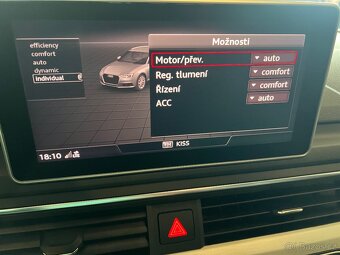 Možnosti
efficiency
comfort
auto
dynamic
individual
Motor/přev. auto
Reg. tlumení comfort
Řízení comfort
ACC auto
18:10
KISS